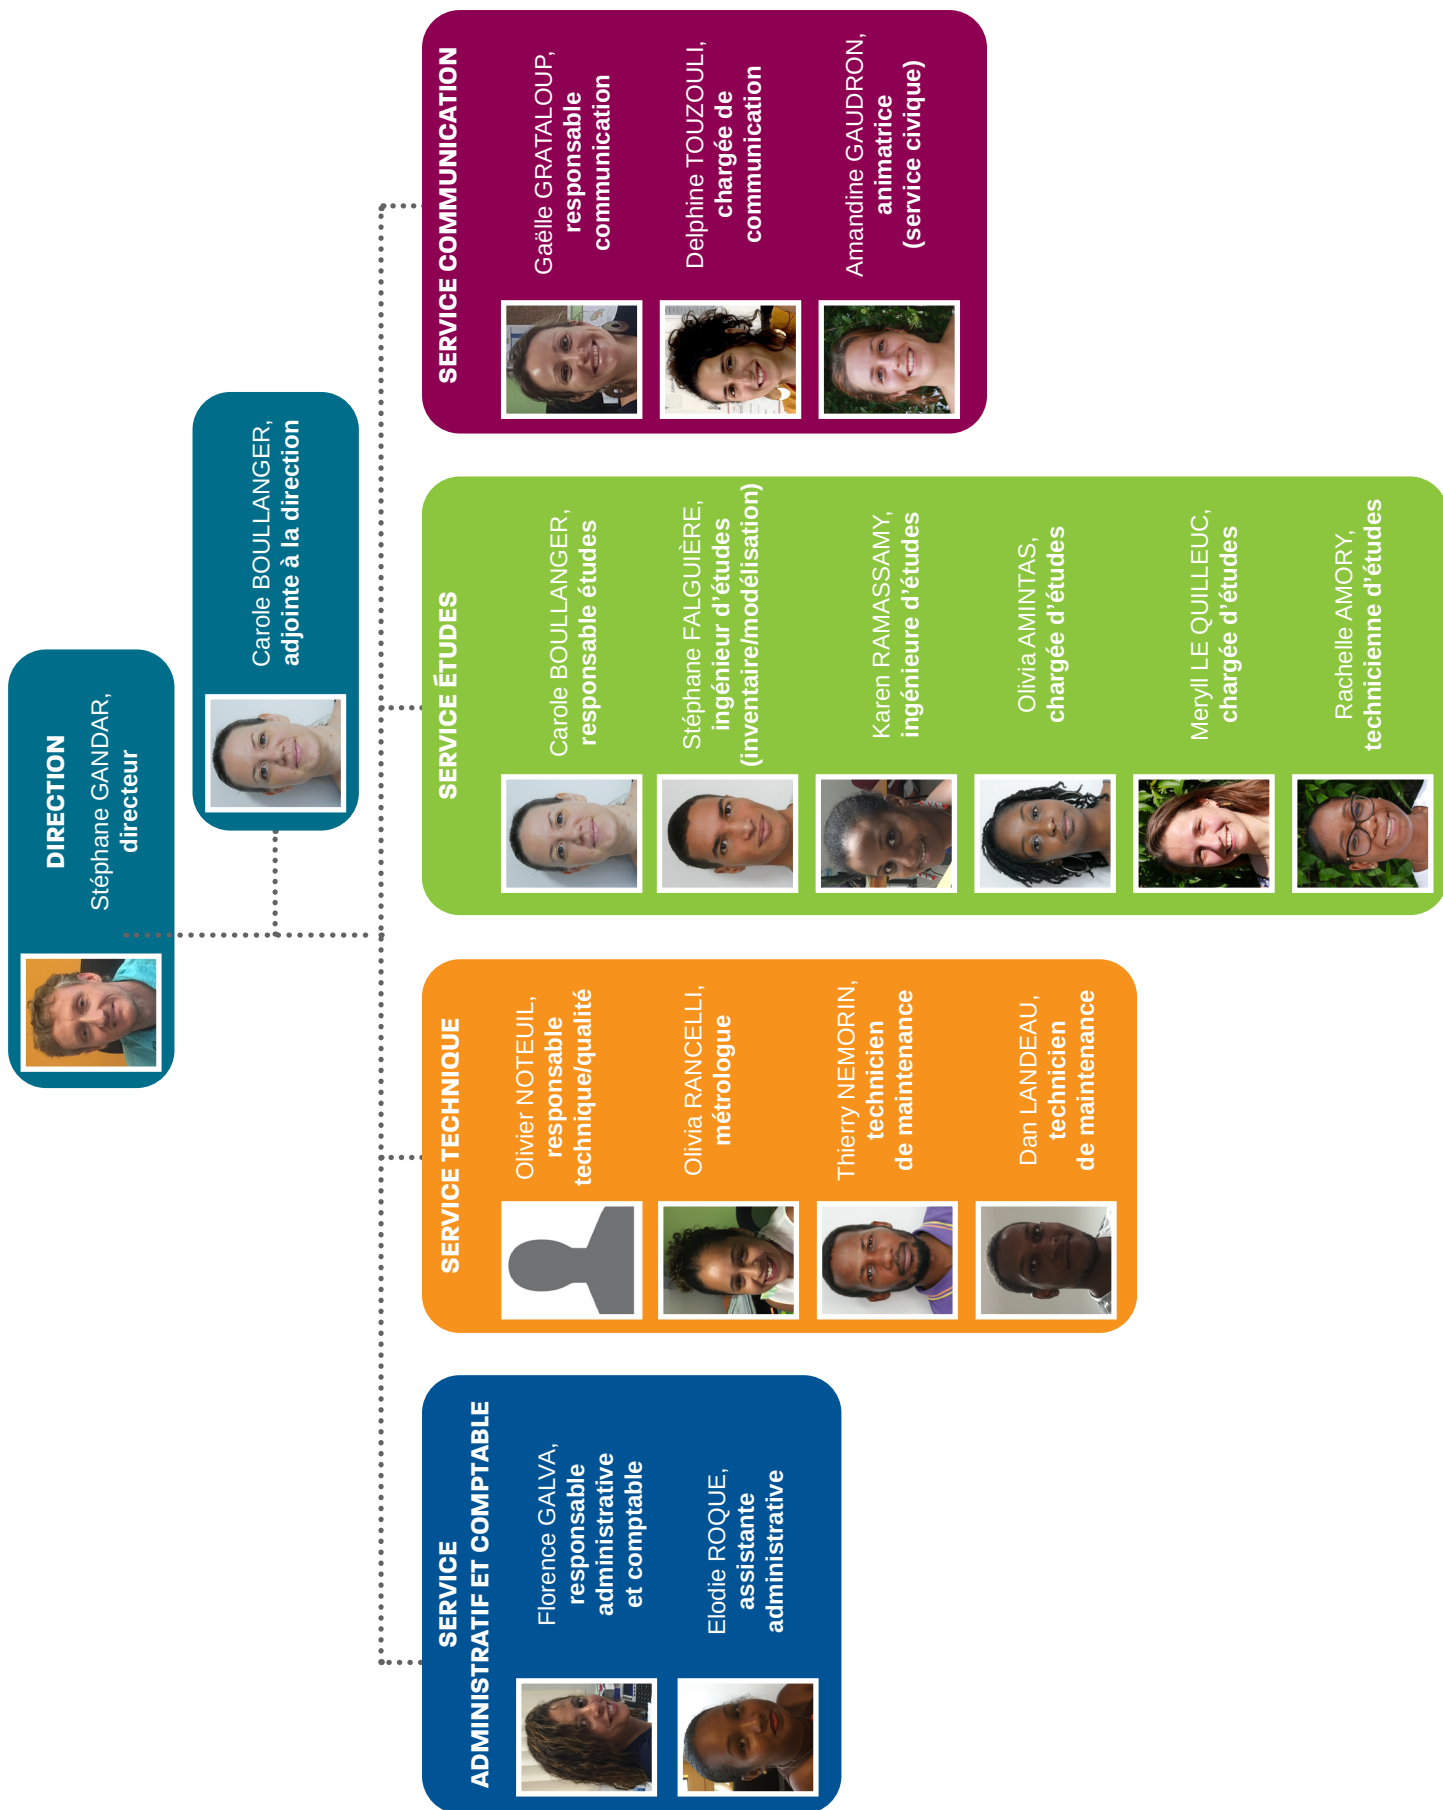 DIRECTION
Stéphane GANDAR,
directeur
Carole BOULLANGER,
adjointe à la direction
SERVICE
ADMINISTRATIF ET COMPTABLE
Florence GALVA,
responsable
administrative
et comptable
Elodie ROQUE,
assistante
administrative
SERVICE TECHNIQUE
Olivier NOTEUIL,
responsable
technique/qualité
Olivia RANCELLI,
métrologue
Thierry NEMORIN,
technicien
de maintenance
Dan LANDEAU,
technicien
de maintenance
SERVICE ÉTUDES
Carole BOULLANGER,
responsable études
Stéphane FALGUIÈRE,
ingénieur d’études
(inventaire/modélisation)
Karen RAMASSAMY,
ingénieure d’études
Olivia AMINTAS,
chargée d’études
Meryll LE QUILLEUC,
chargée d’études
Rachelle AMORY,
technicienne d’études
SERVICE COMMUNICATION
Gaëlle GRATALOUP,
responsable
communication
Delphine TOUZOULI,
chargée de
communication
Amandine GAUDRON,
animatrice
(service civique)